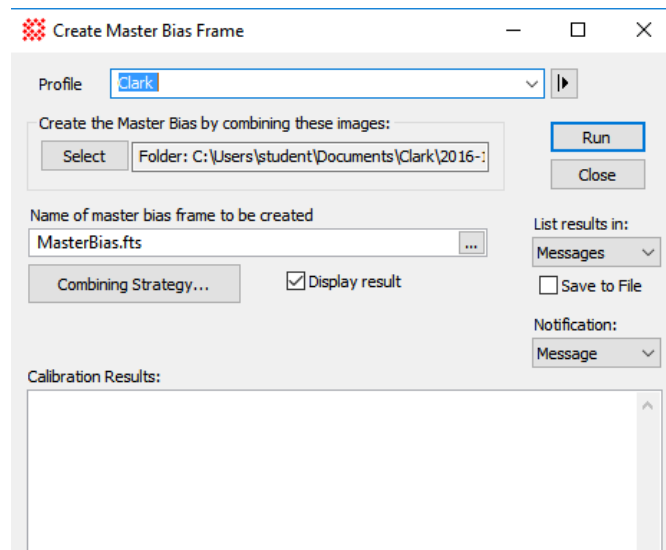 Create Master Bias Frame
Profile Clark
Create the Master Bias by combining these images:
Select Folder: C:\Users\student\Documents\Clark\2016-1
Run
Close
Name of master bias frame to be created
MasterBias.fts ...
List results in:
Messages
Combining Strategy... Display result
Save to File
Notification:
Message
Calibration Results: